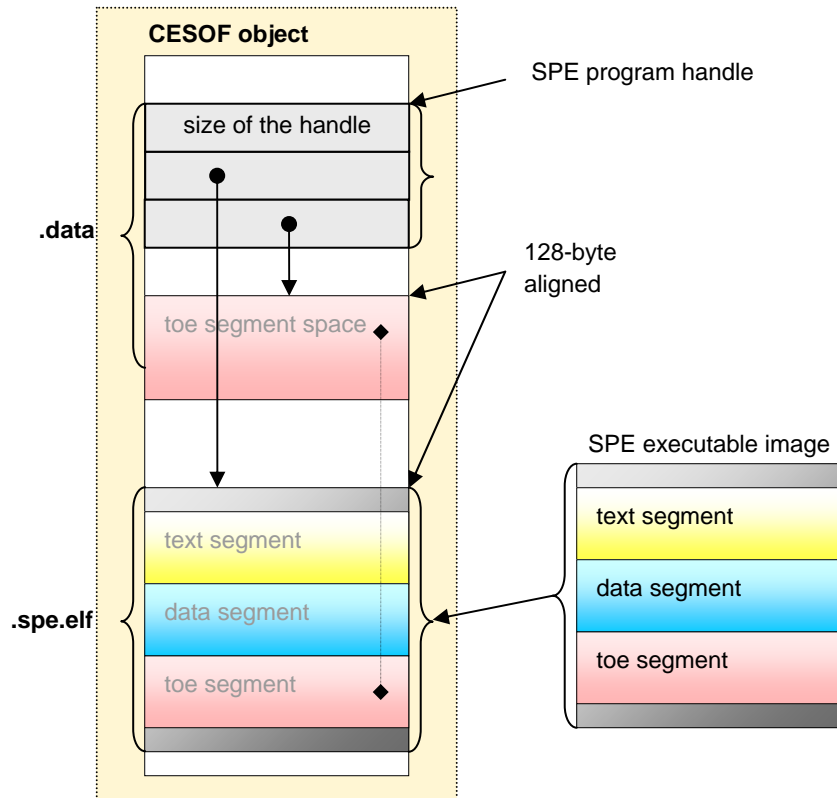 CESOF object
SPE program handle
size of the handle
.data
128-byte
aligned
toe segment space
SPE executable image
text segment
text segment
data segment
data segment
.spe.elf
toe segment
toe segment